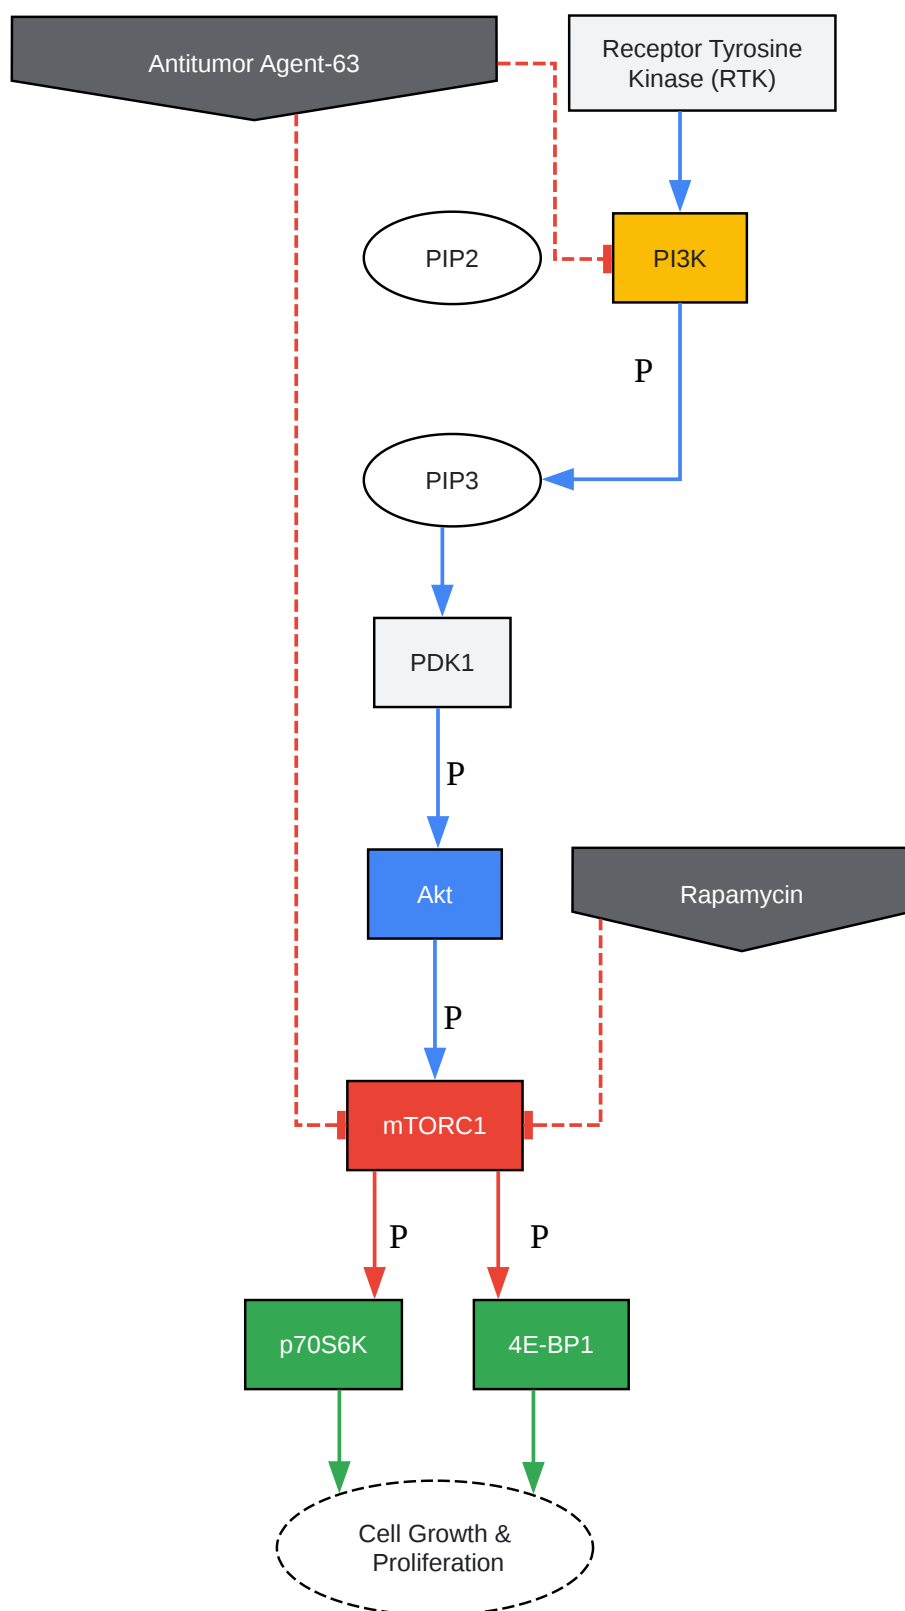 Antitumor Agent-63
Receptor Tyrosine
Kinase (RTK)
PIP2
PI3K
P
PIP3
PDK1
P
Akt
Rapamycin
P
mTORC1
P
P
p70S6K
4E-BP1
Cell Growth &
Proliferation